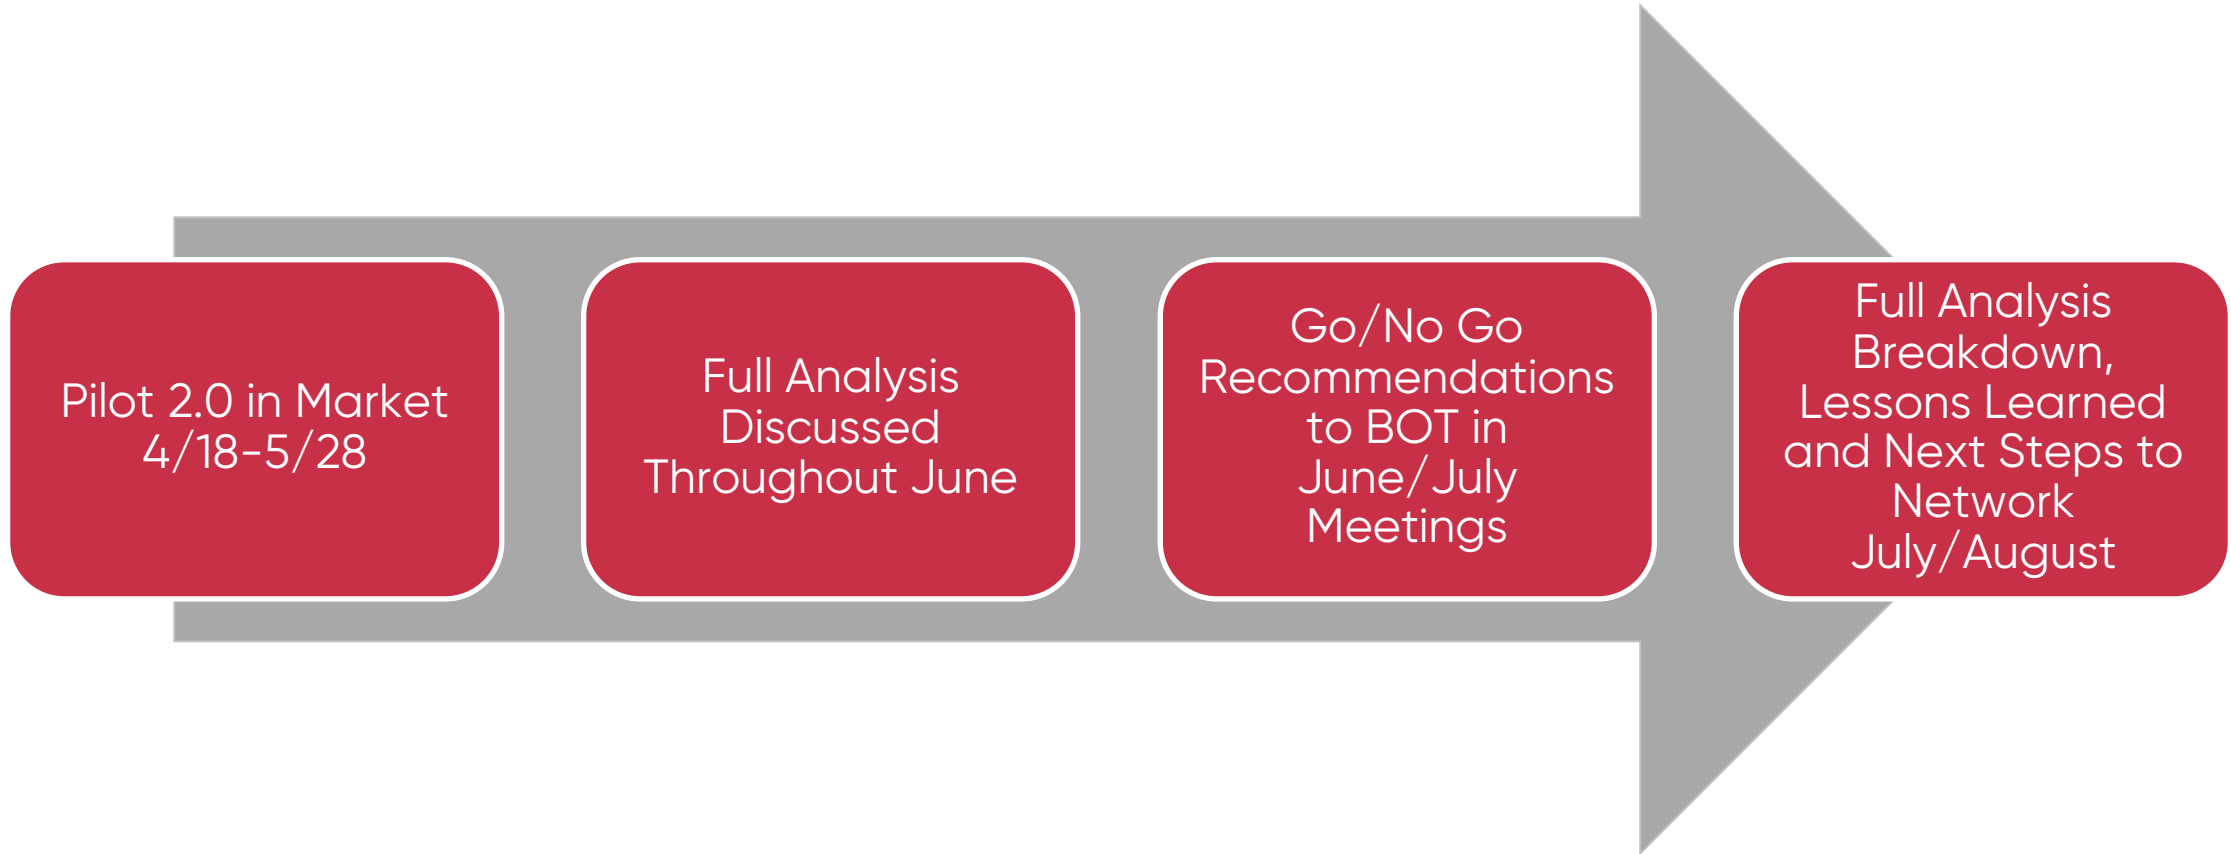 Pilot 2.0 in Market
4/18-5/28
Full Analysis
Discussed
Throughout June
Go/No Go
Recommendations
to BOT in
June/July
Meetings
Full Analysis
Breakdown,
Lessons Learned
and Next Steps to
Network
July/August